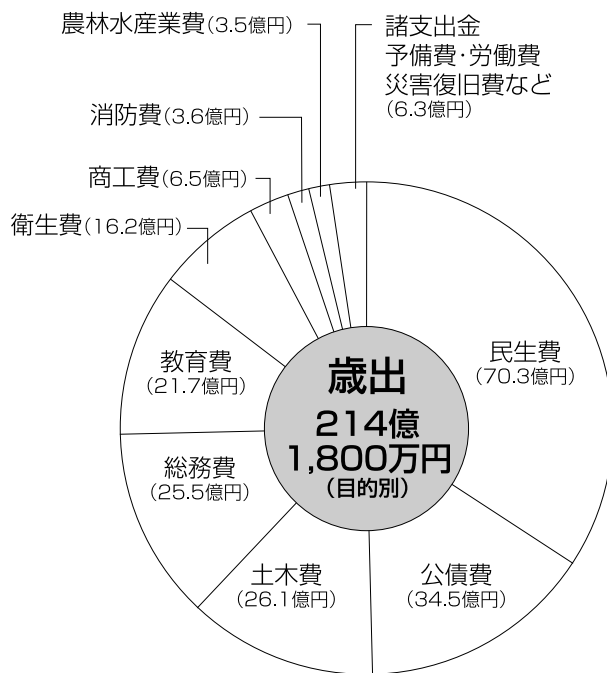 農林水産業費(3.5億円)
諸支出金
予備費・労働費
災害復旧費など
(6.3億円)
消防費(3.6億円)
商工費(6.5億円)
衛生費(16.2億円)
民生費
(70.3億円)
教育費
(21.7億円)
歳出
214億
1,800万円
(目的別)
総務費
(25.5億円)
土木費
(26.1億円)
公債費
(34.5億円)